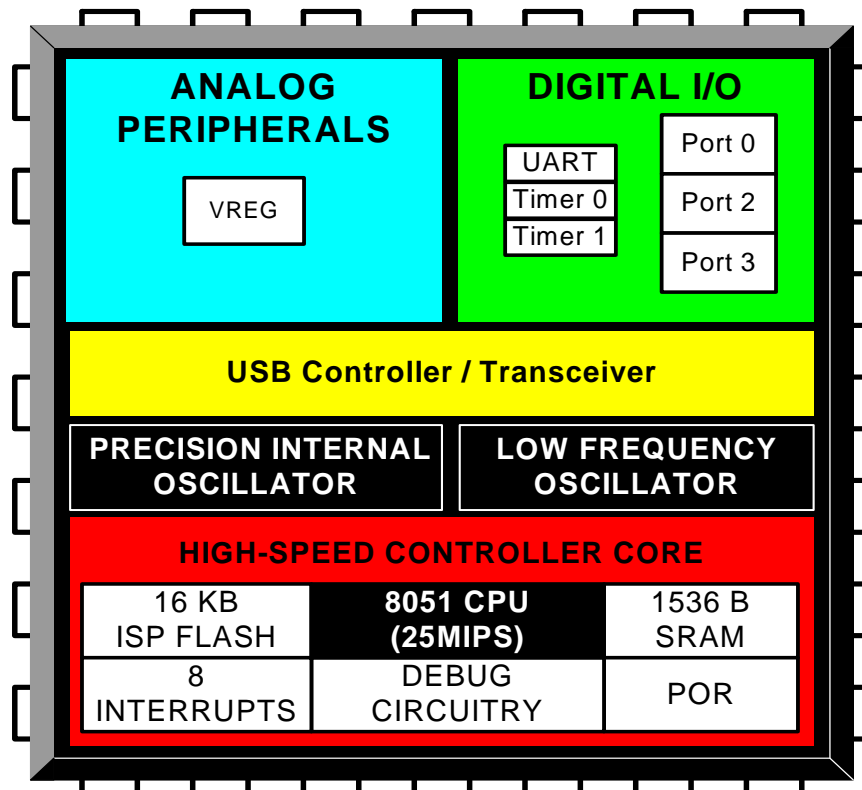 ANALOG
PERIPHERALS
VREG
DIGITAL I/O
UART
Timer 0
Timer 1
Port 0
Port 2
Port 3
USB Controller / Transceiver
PRECISION INTERNAL
OSCILLATOR
LOW FREQUENCY
OSCILLATOR
HIGH-SPEED CONTROLLER CORE
16 KB
ISP FLASH
8051 CPU
(25MIPS)
1536 B
SRAM
8
INTERRUPTS
DEBUG
CIRCUITRY
POR